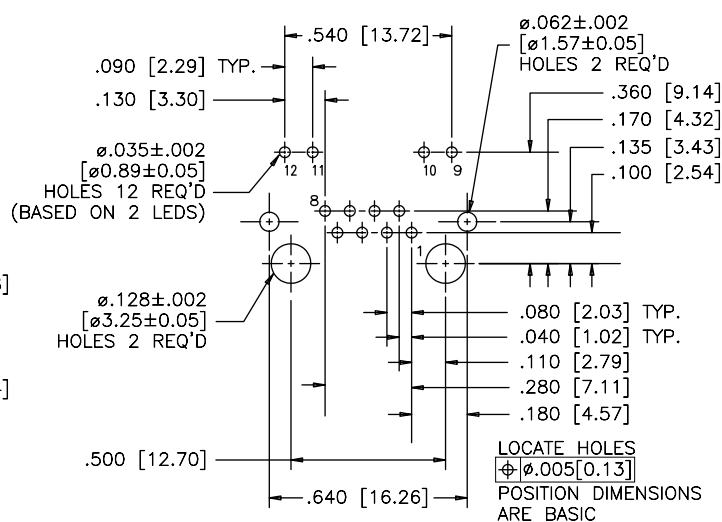 ø.062±.002
[ø1.57±0.05]
HOLES 2 REQ'D
.540 [13.72]
.090 [2.29] TYP.
.130 [3.30]
.360 [9.14]
.170 [4.32]
.135 [3.43]
.100 [2.54]
ø.035±.002
[ø0.89±0.05]
HOLES 12 REQ'D
(BASED ON 2 LEDS)
12 11
10 9
8
1
ø.128±.002
[ø3.25±0.05]
HOLES 2 REQ'D
.080 [2.03] TYP.
.040 [1.02] TYP.
.110 [2.79]
.280 [7.11]
.180 [4.57]
.500 [12.70]
.640 [16.26]
LOCATE HOLES
⌖ ø.005[0.13]
POSITION DIMENSIONS
ARE BASIC